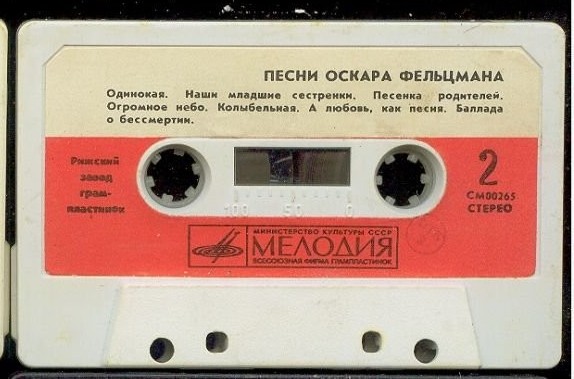 ПЕСНИ ОСКАРА ФЕЛЬЦМАНА
Одинокая. Наши младшие сестренки. Песенка родителей.
Огромное небо. Колыбельная. А любовь, как песня. Баллада
о бессмертии.
Рижский
завод
грам-
пластинок
2
СМ00265
СТЕРЕО
100 50 0
МИНИСТЕРСТВО КУЛЬТУРЫ СССР
МЕЛОДИЯ
ВСЕСОЮЗНАЯ ФИРМА ГРАМПЛАСТИНОК